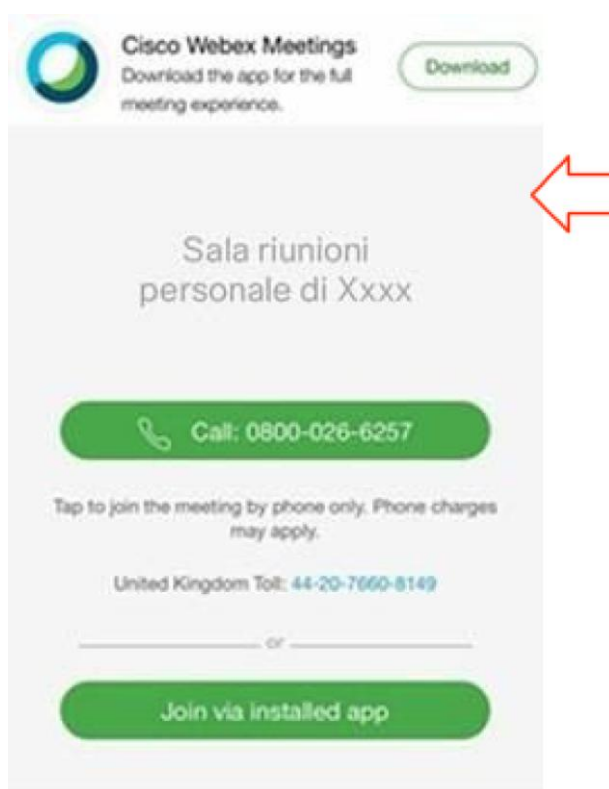 Cisco Webex Meetings
Download the app for the full
meeting experience.
Download
Sala riunioni
personale di Xxxx
Call: 0800-026-6257
Tap to join the meeting by phone only. Phone charges
may apply.
United Kingdom Toll: 44-20-7660-8149
or
Join via installed app